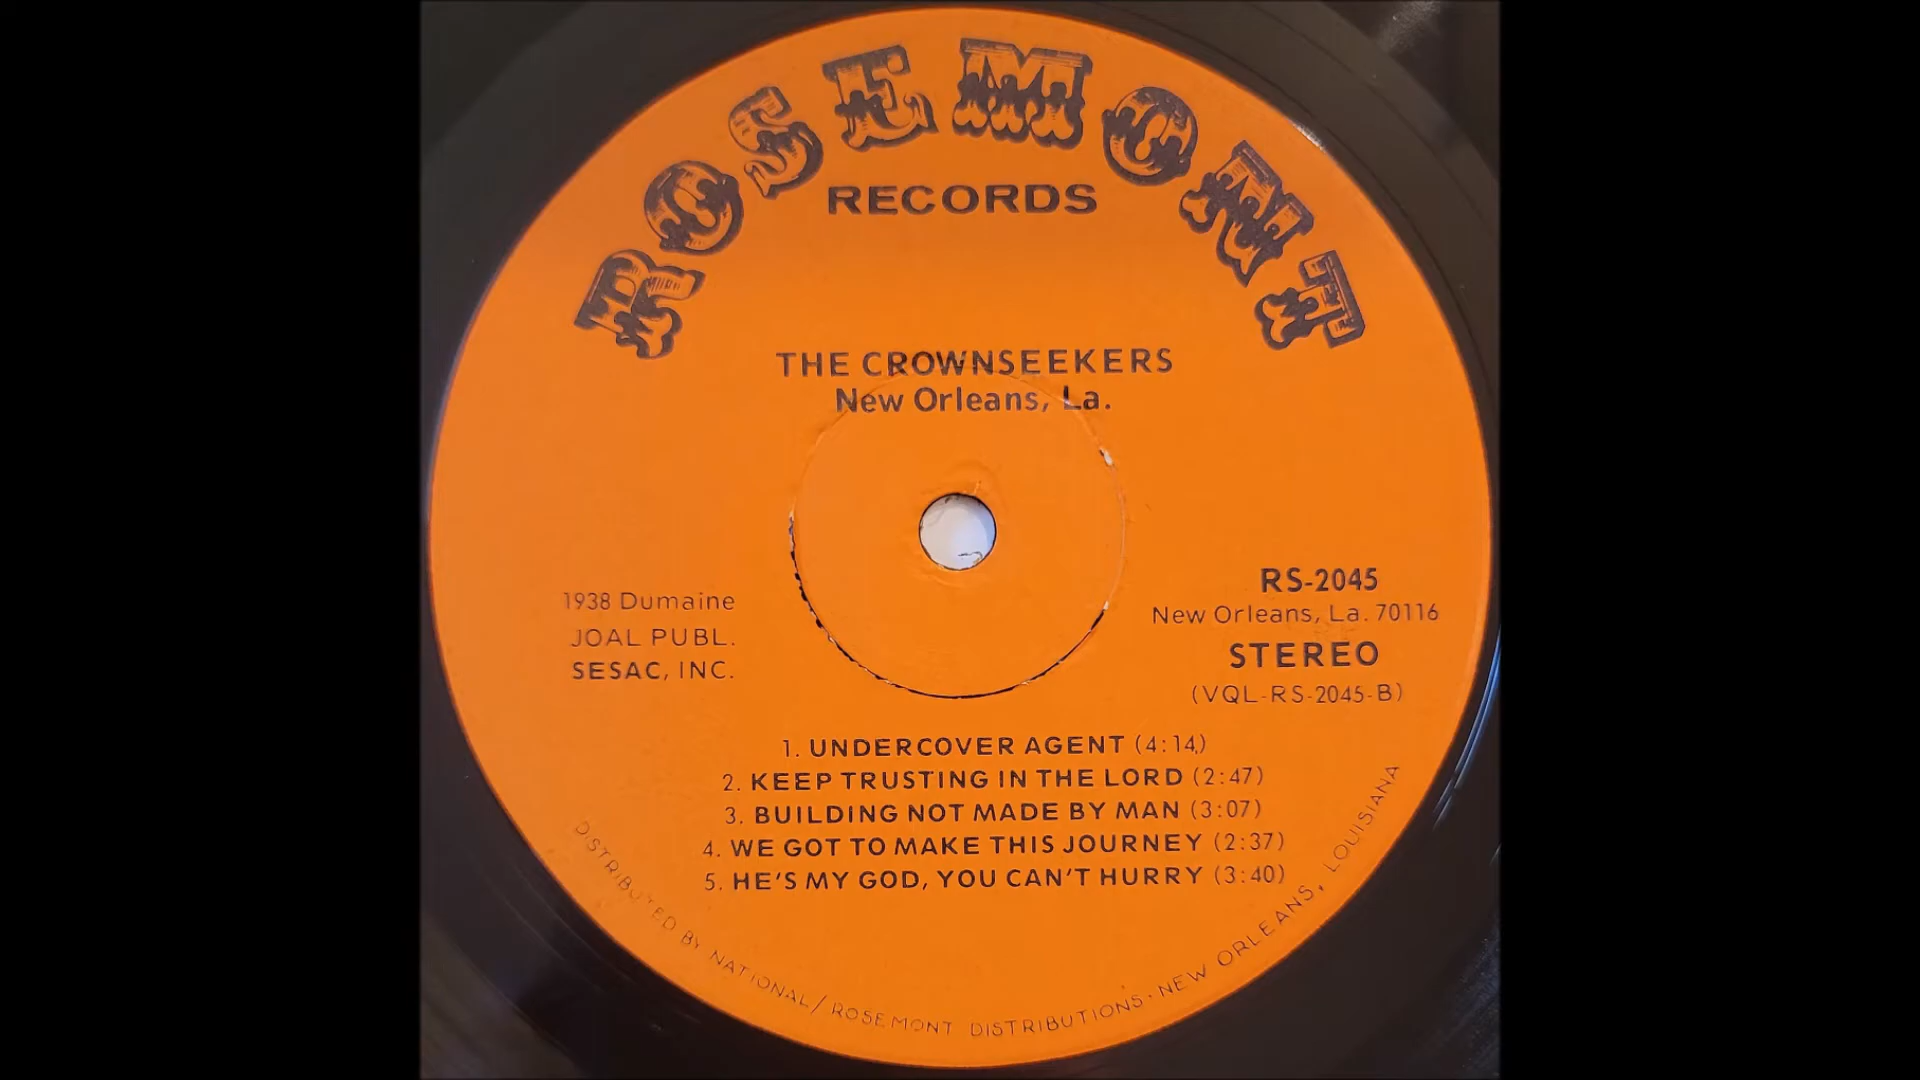 ROSEMONT
RECORDS
THE CROWNSEEKERS
New Orleans, La.
1938 Dumaine
JOAL PUBL.
SESAC, INC.
RS-2045
New Orleans, La. 70116
STEREO
(VQL-RS-2045-B)
1. UNDERCOVER AGENT (4:14)
2. KEEP TRUSTING IN THE LORD (2:47)
3. BUILDING NOT MADE BY MAN (3:07)
4. WE GOT TO MAKE THIS JOURNEY (2:37)
5. HE'S MY GOD, YOU CAN'T HURRY (3:40)
DISTRIBUTED BY NATIONAL/ROSEMONT DISTRIBUTIONS · NEW ORLEANS, LOUISIANA